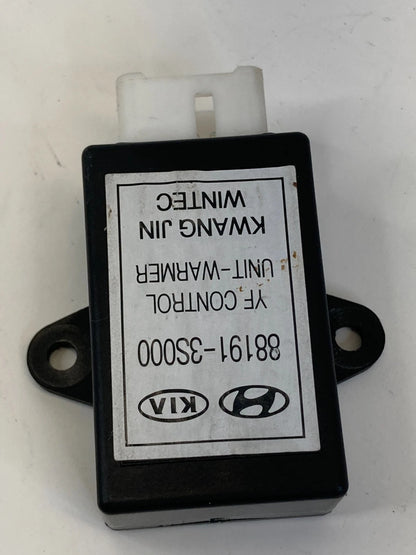 KIA
88191-3S000
YF CONTROL
UNIT-WARMER
KWANG JIN
WINTEC